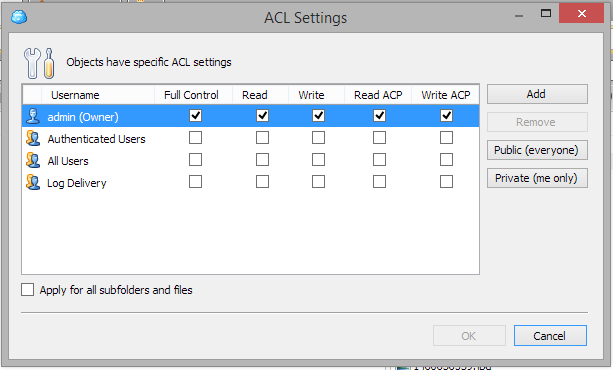 ACL Settings
Objects have specific ACL settings
Username Full Control Read Write Read ACP Write ACP
admin (Owner)
Authenticated Users
All Users
Log Delivery
Add
Remove
Public (everyone)
Private (me only)
Apply for all subfolders and files
OK
Cancel